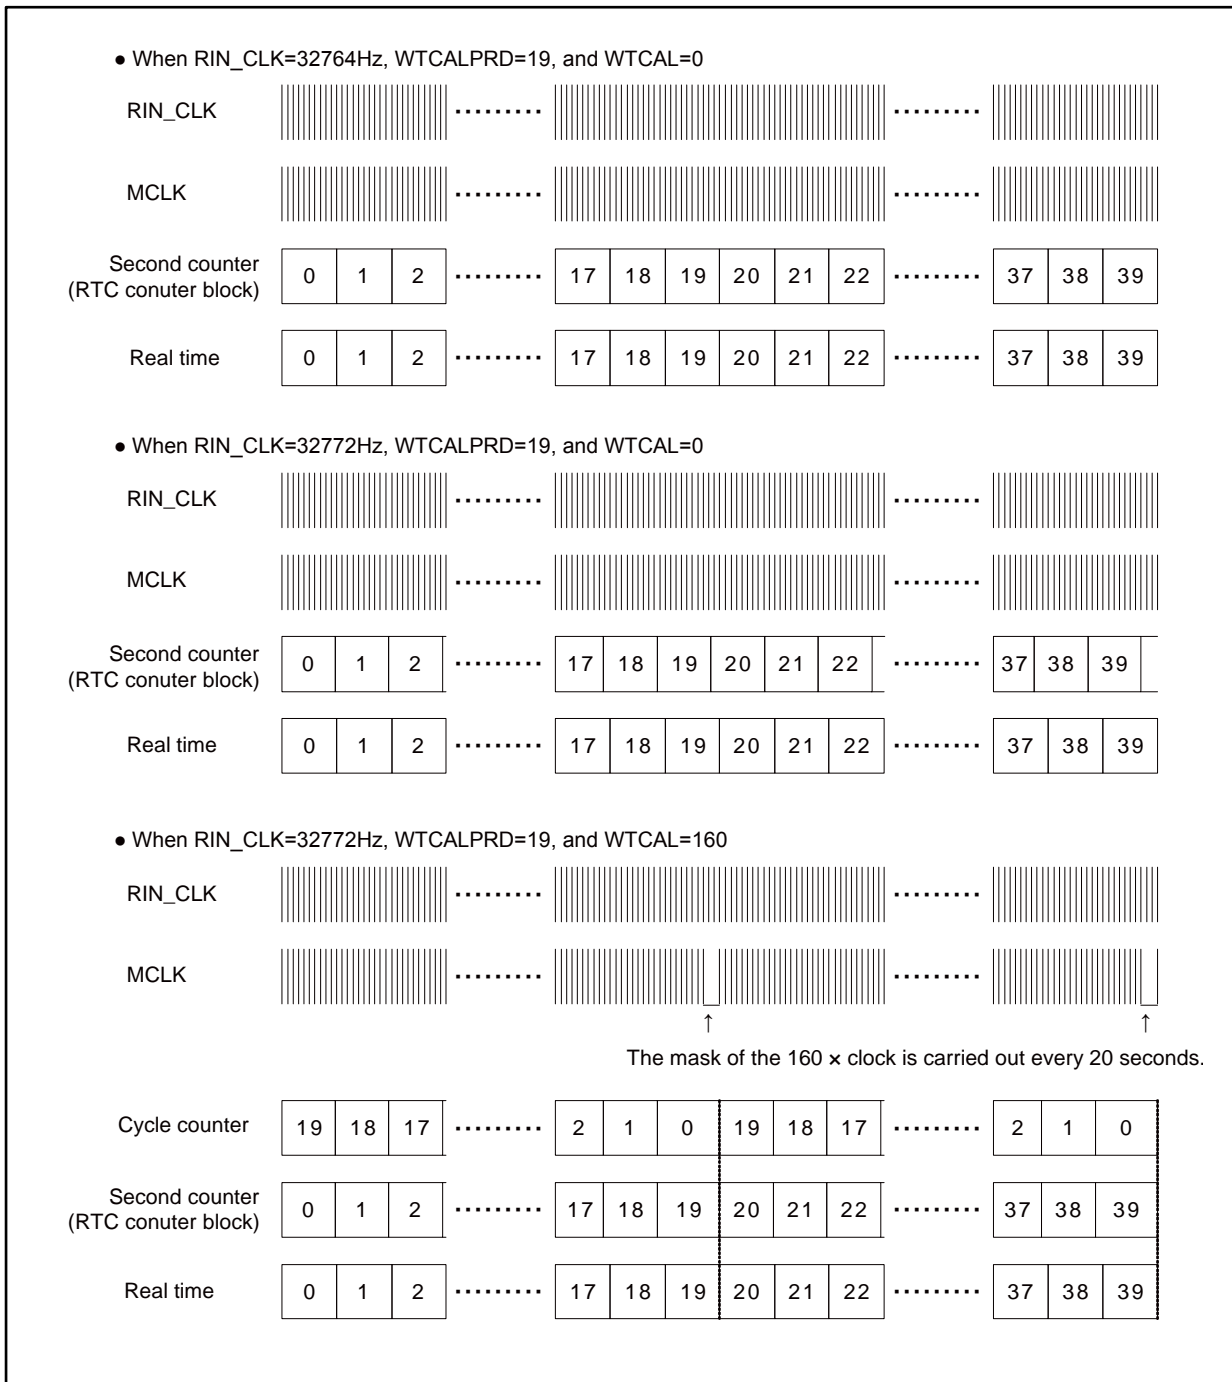 ● When RIN_CLK=32764Hz, WTCALPRD=19, and WTCAL=0
RIN_CLK
MCLK
Second counter
(RTC conuter block)
0 1 2 ········· 17 18 19 20 21 22 ········· 37 38 39
Real time
0 1 2 ········· 17 18 19 20 21 22 ········· 37 38 39
● When RIN_CLK=32772Hz, WTCALPRD=19, and WTCAL=0
RIN_CLK
MCLK
Second counter
(RTC conuter block)
0 1 2 ········· 17 18 19 20 21 22 ········· 37 38 39
Real time
0 1 2 ········· 17 18 19 20 21 22 ········· 37 38 39
● When RIN_CLK=32772Hz, WTCALPRD=19, and WTCAL=160
RIN_CLK
MCLK
↑ ↑
The mask of the 160 × clock is carried out every 20 seconds.
Cycle counter
19 18 17 ········· 2 1 0 19 18 17 ········· 2 1 0
Second counter
(RTC conuter block)
0 1 2 ········· 17 18 19 20 21 22 ········· 37 38 39
Real time
0 1 2 ········· 17 18 19 20 21 22 ········· 37 38 39